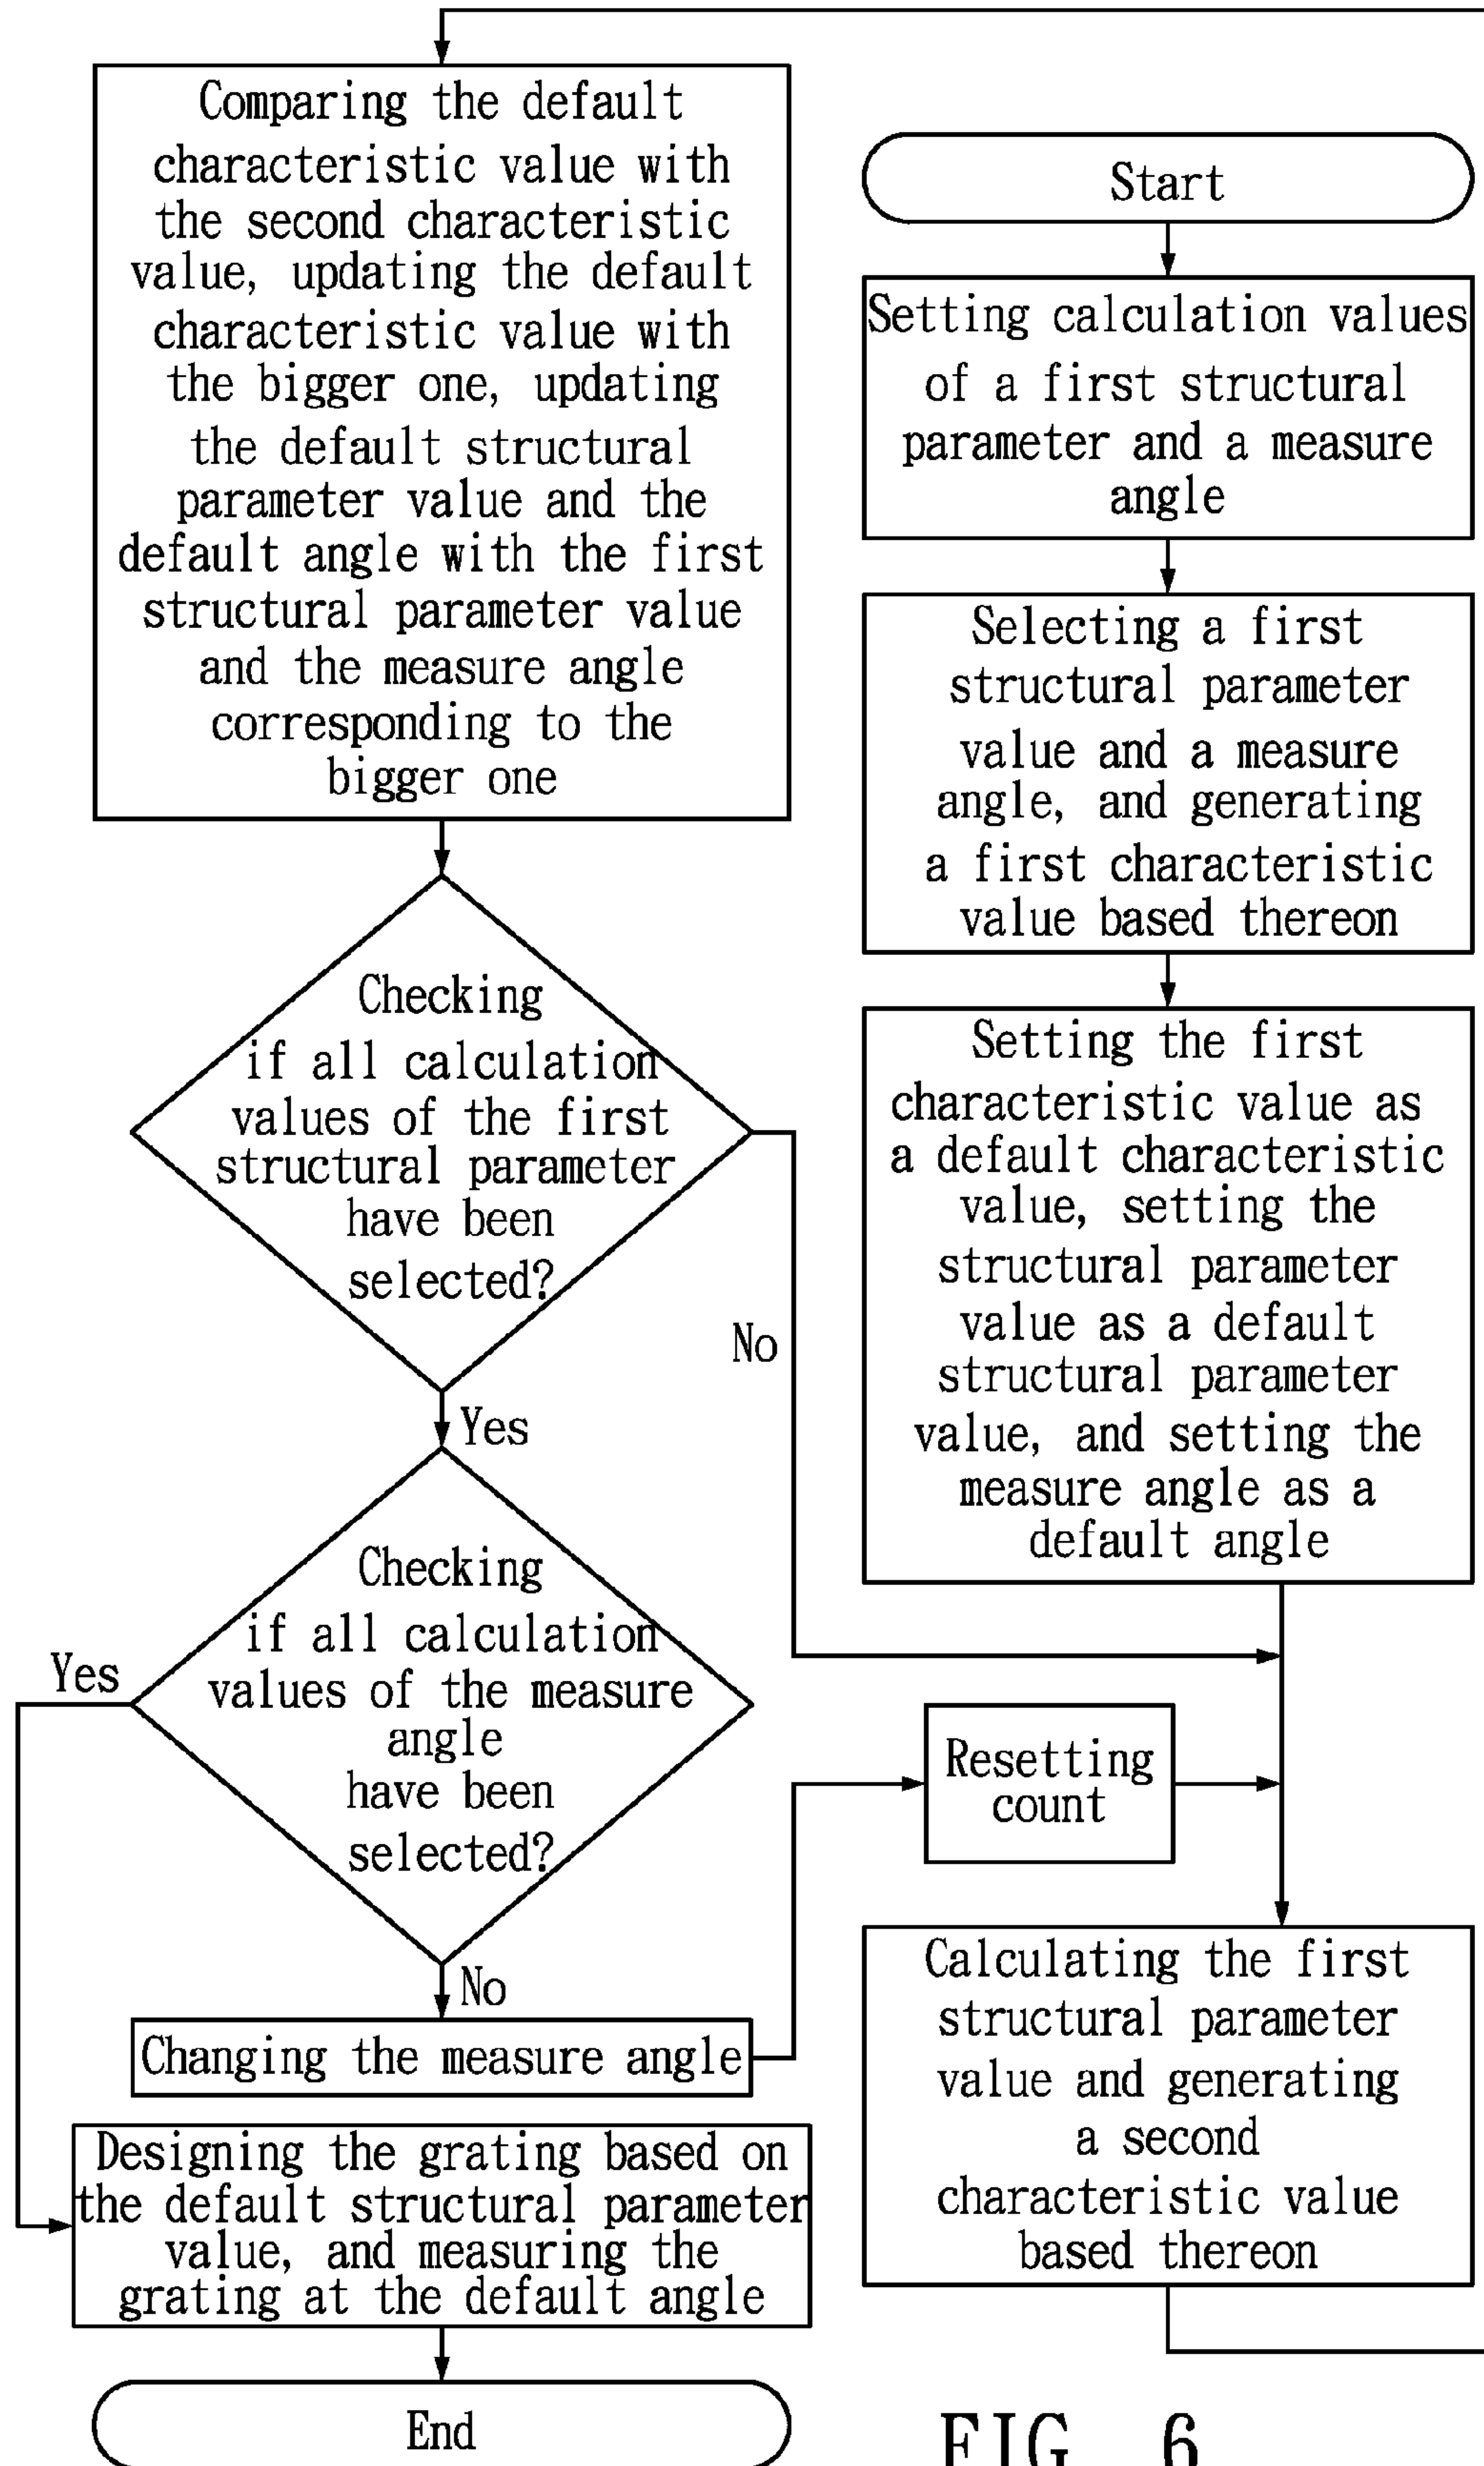 Start
Setting calculation values
of a first structural
parameter and a measure
angle
Selecting a first
structural parameter
value and a measure
angle, and generating
a first characteristic
value based thereon
Setting the first
characteristic value as
a default characteristic
value, setting the
structural parameter
value as a default
structural parameter
value, and setting the
measure angle as a
default angle
Resetting
count
Calculating the first
structural parameter
value and generating
a second
characteristic value
based thereon
Comparing the default
characteristic value with
the second characteristic
value, updating the default
characteristic value with
the bigger one, updating
the default structural
parameter value and the
default angle with the first
structural parameter value
and the measure angle
corresponding to the
bigger one
Checking
if all calculation
values of the first
structural parameter
have been
selected?
No
Yes
Checking
if all calculation
values of the measure
angle
have been
selected?
Yes
No
Changing the measure angle
Designing the grating based on
the default structural parameter
value, and measuring the
grating at the default angle
End
FIG. 6